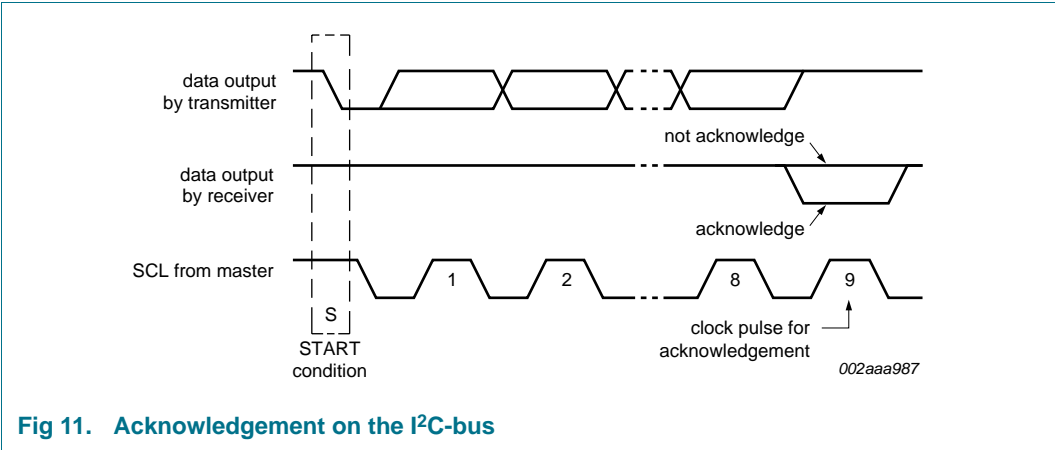 data output
by transmitter
not acknowledge
data output
by receiver
acknowledge
SCL from master
1
2
8
9
S
START
condition
clock pulse for
acknowledgement
002aaa987
Fig 11. Acknowledgement on the I²C-bus